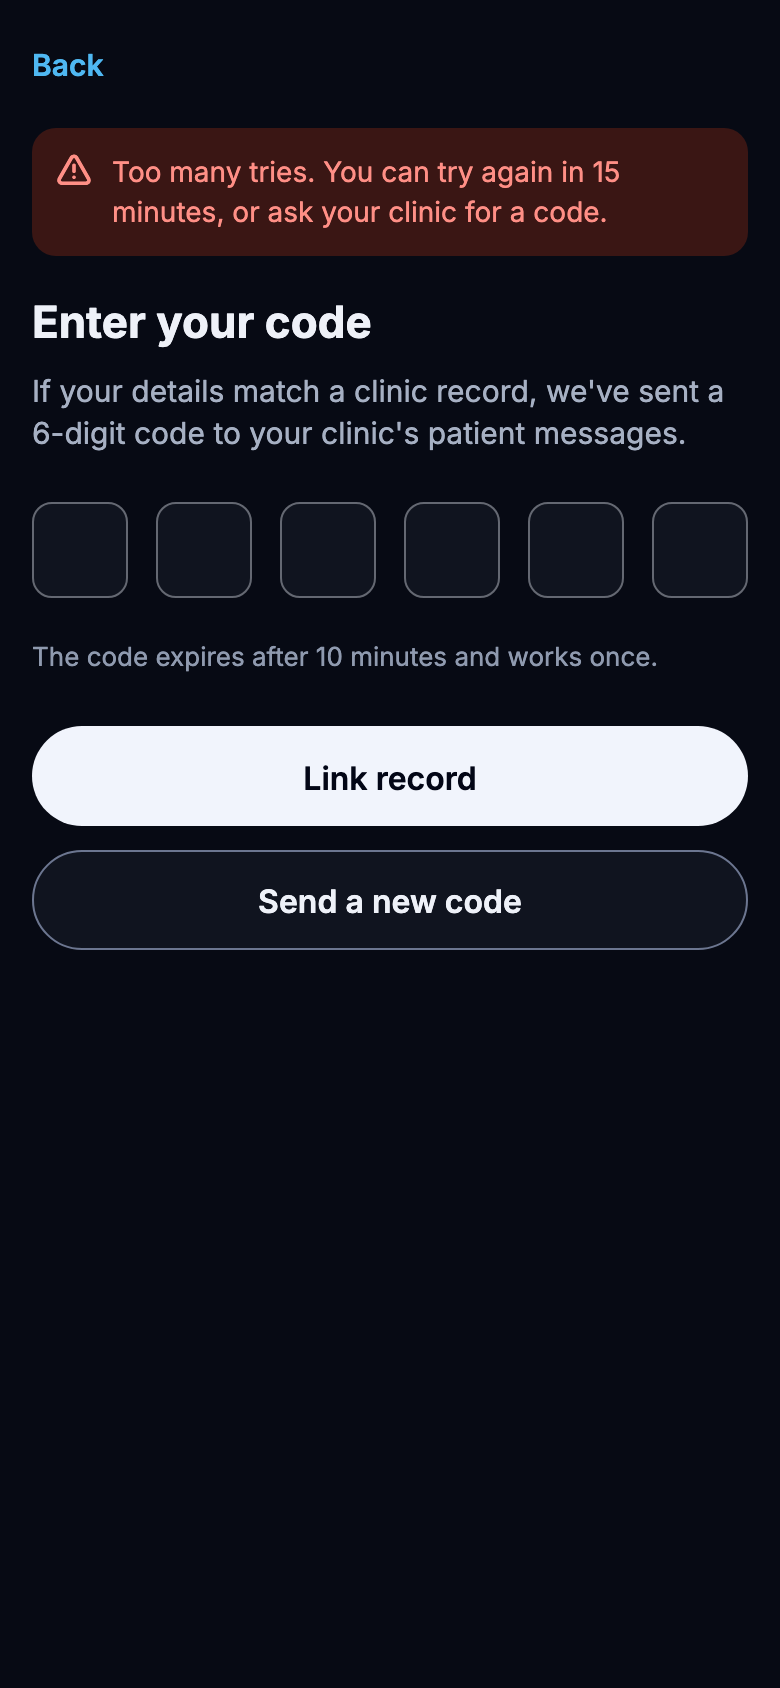 Back
Too many tries. You can try again in 15
minutes, or ask your clinic for a code.
Enter your code
If your details match a clinic record, we've sent a
6-digit code to your clinic's patient messages.
The code expires after 10 minutes and works once.
Link record
Send a new code